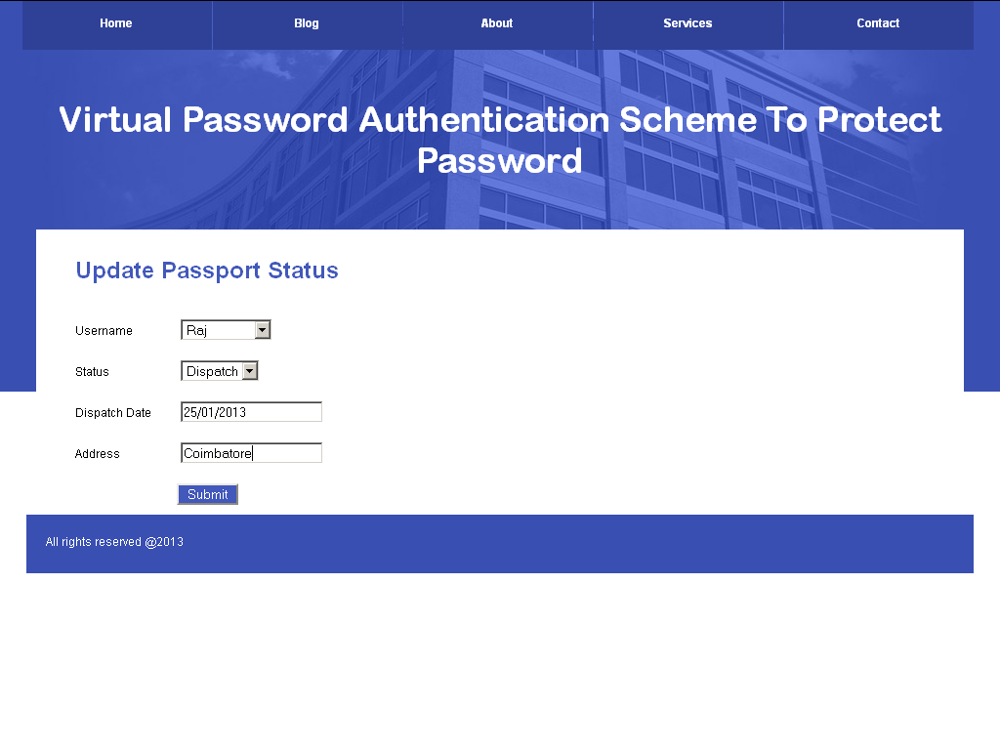 Home Blog About Services Contact
Virtual Password Authentication Scheme To Protect
Password
Update Passport Status
Username Raj
Status Dispatch
Dispatch Date 25/01/2013
Address Coimbatore
Submit
All rights reserved @2013